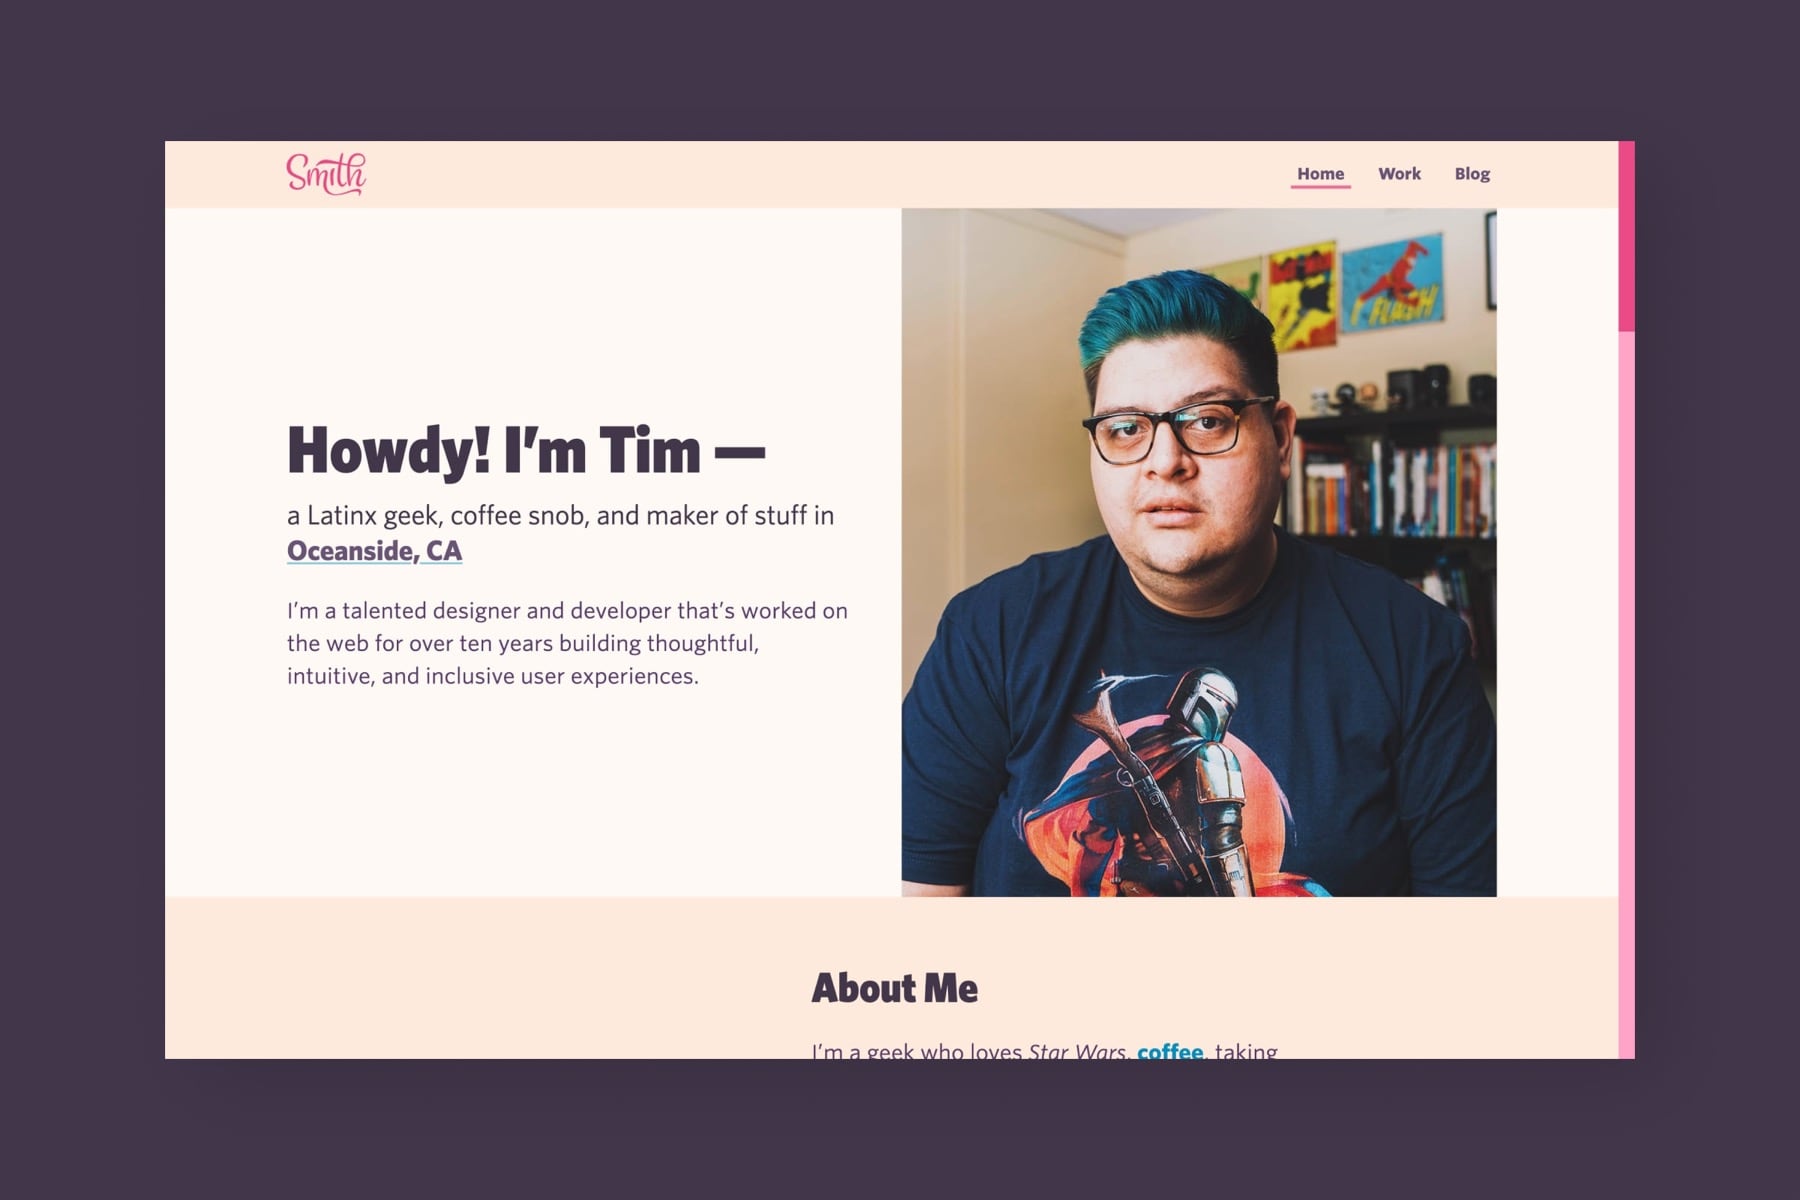 Smith
Home Work Blog
FLASH
Howdy! I’m Tim —
a Latinx geek, coffee snob, and maker of stuff in
Oceanside, CA
I’m a talented designer and developer that’s worked on
the web for over ten years building thoughtful,
intuitive, and inclusive user experiences.
About Me
I’m a geek who loves Star Wars, coffee, taking